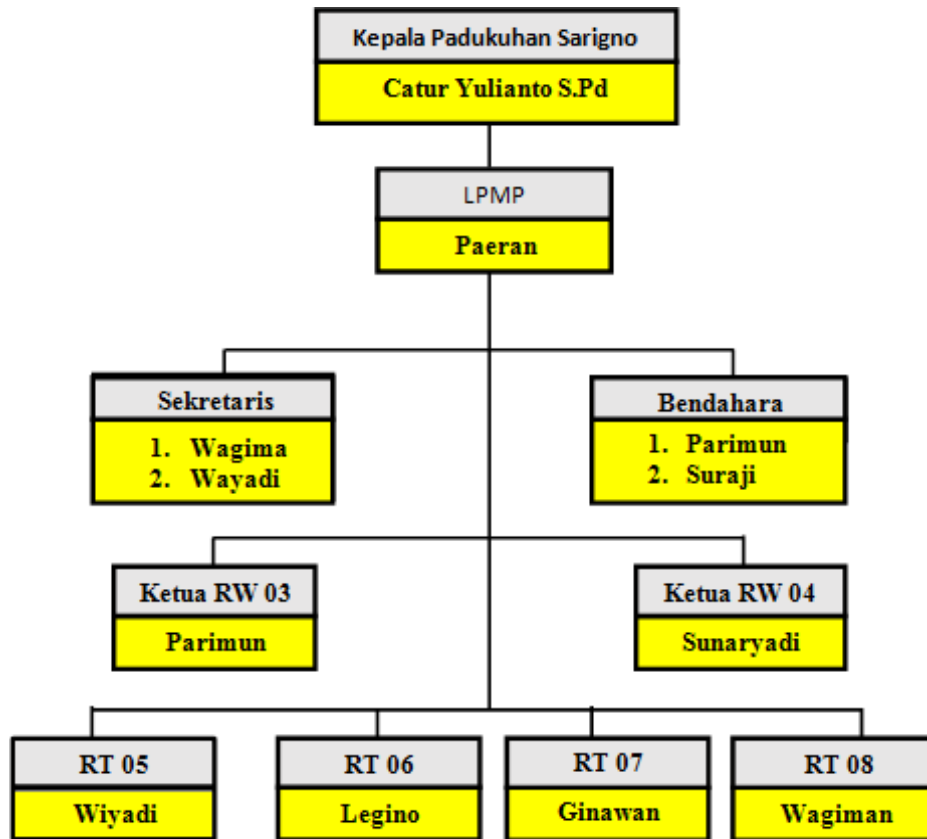 Kepala Padukuhan Sarigno
Catur Yulianto S.Pd
LPMP
Paeran
Sekretaris
1. Wagima
2. Wayadi
Bendahara
1. Parimun
2. Suraji
Ketua RW 03
Parimun
Ketua RW 04
Sunaryadi
RT 05
Wiyadi
RT 06
Legino
RT 07
Ginawan
RT 08
Wagiman